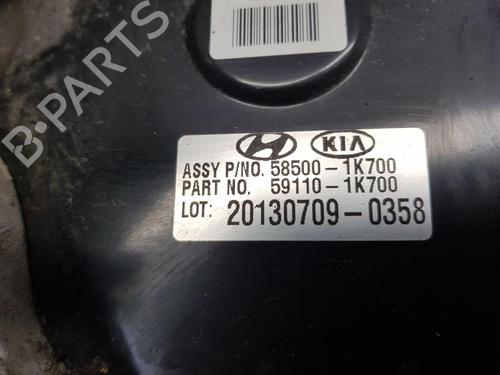 B-PARTS
KIA
ASSY P/NO. 58500-1K700
PART NO. 59110-1K700
LOT: 20130709-0358